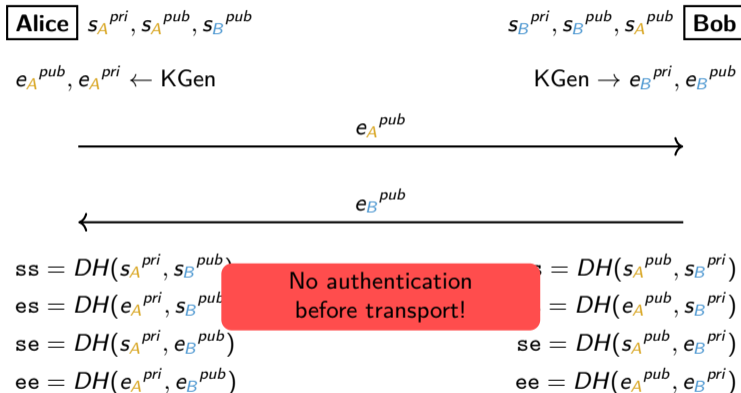 Alice s_A^pri, s_A^pub, s_B^pub s_B^pri, s_B^pub, s_A^pub Bob
e_A^pub, e_A^pri ← KGen KGen → e_B^pri, e_B^pub
e_A^pub
e_B^pub
ss = DH(s_A^pri, s_B^pub) = DH(s_A^pub, s_B^pri)
No authentication
es = DH(e_A^pri, s_B^pub = DH(e_A^pub, s_B^pri)
before transport!
se = DH(s_A^pri, e_B^pub) se = DH(s_A^pub, e_B^pri)
ee = DH(e_A^pri, e_B^pub) ee = DH(e_A^pub, e_B^pri)